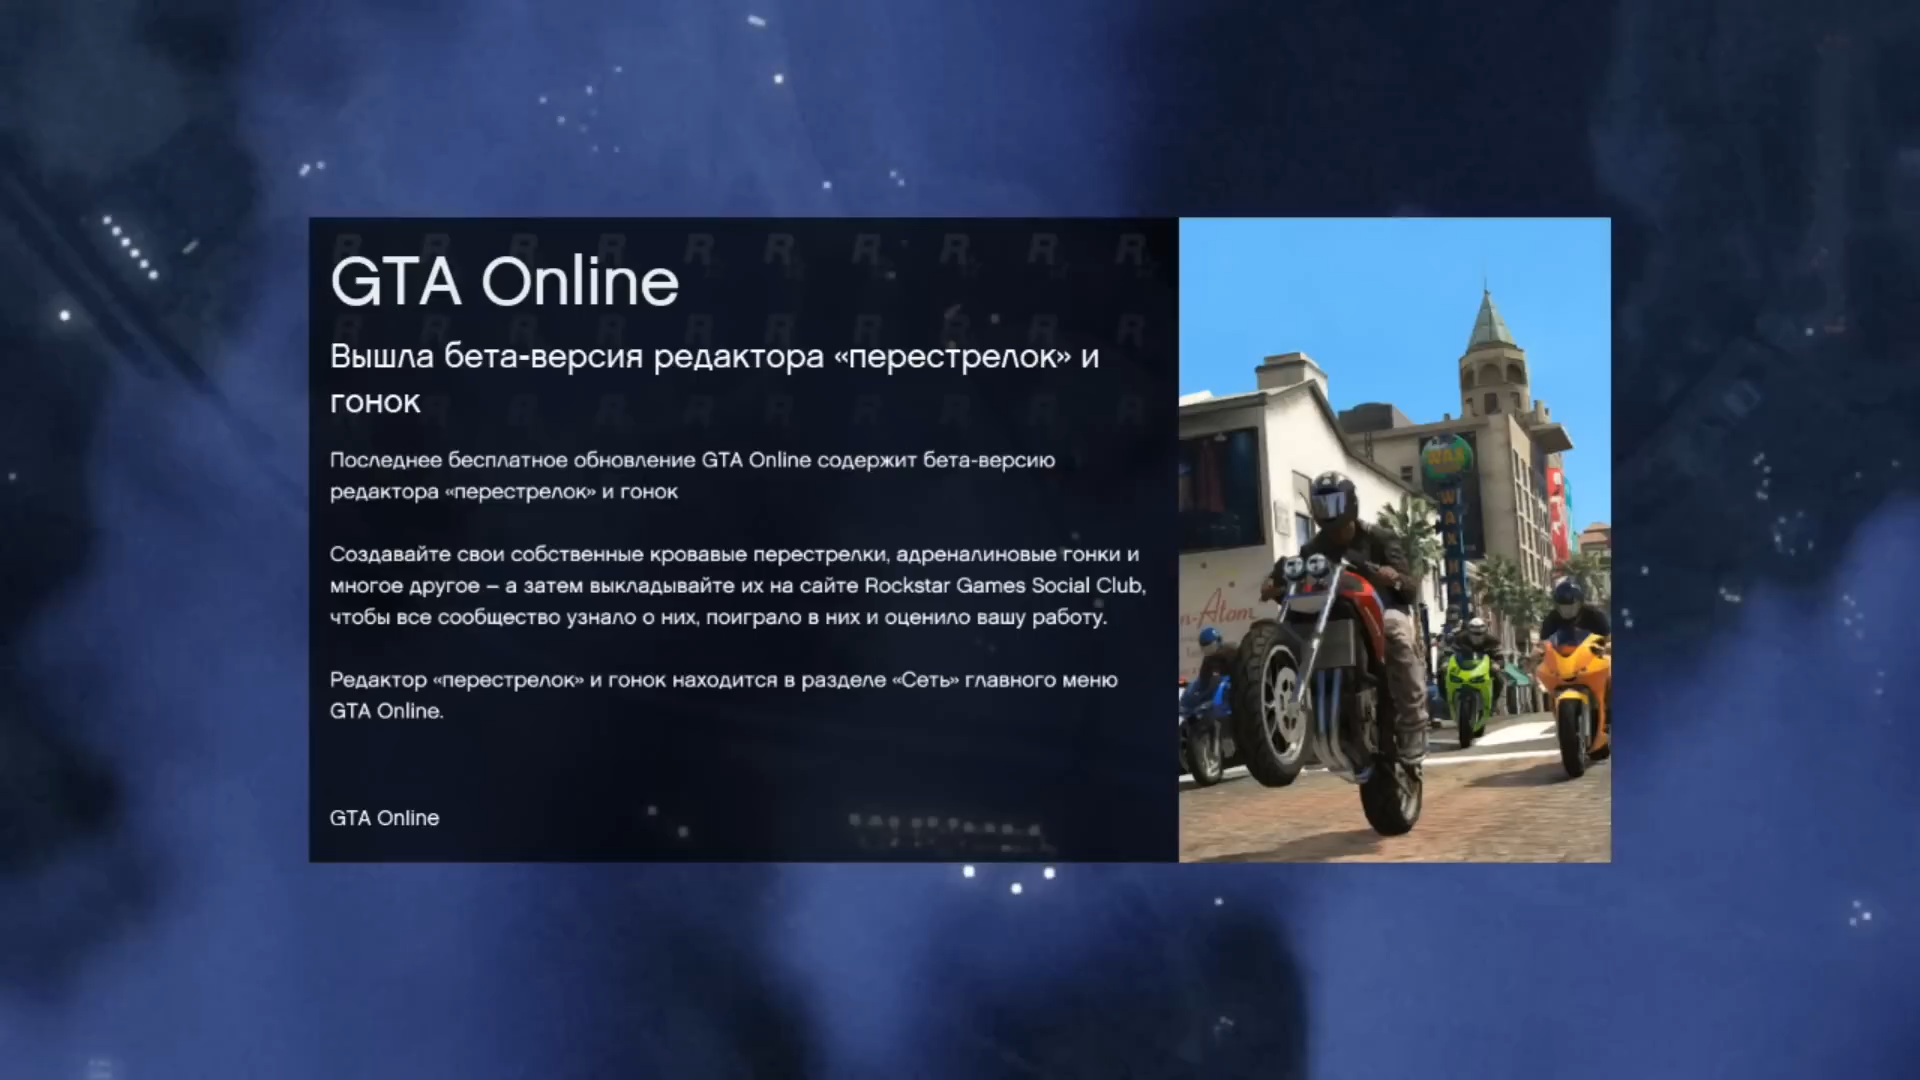 GTA Online
Вышла бета-версия редактора «перестрелок» и
гонок
Последнее бесплатное обновление GTA Online содержит бета-версию
редактора «перестрелок» и гонок
Создавайте свои собственные кровавые перестрелки, адреналиновые гонки и
многое другое – а затем выкладывайте их на сайте Rockstar Games Social Club,
чтобы все сообщество узнало о них, поиграло в них и оценило вашу работу.
Редактор «перестрелок» и гонок находится в разделе «Сеть» главного меню
GTA Online.
GTA Online
WAX
n-Atom